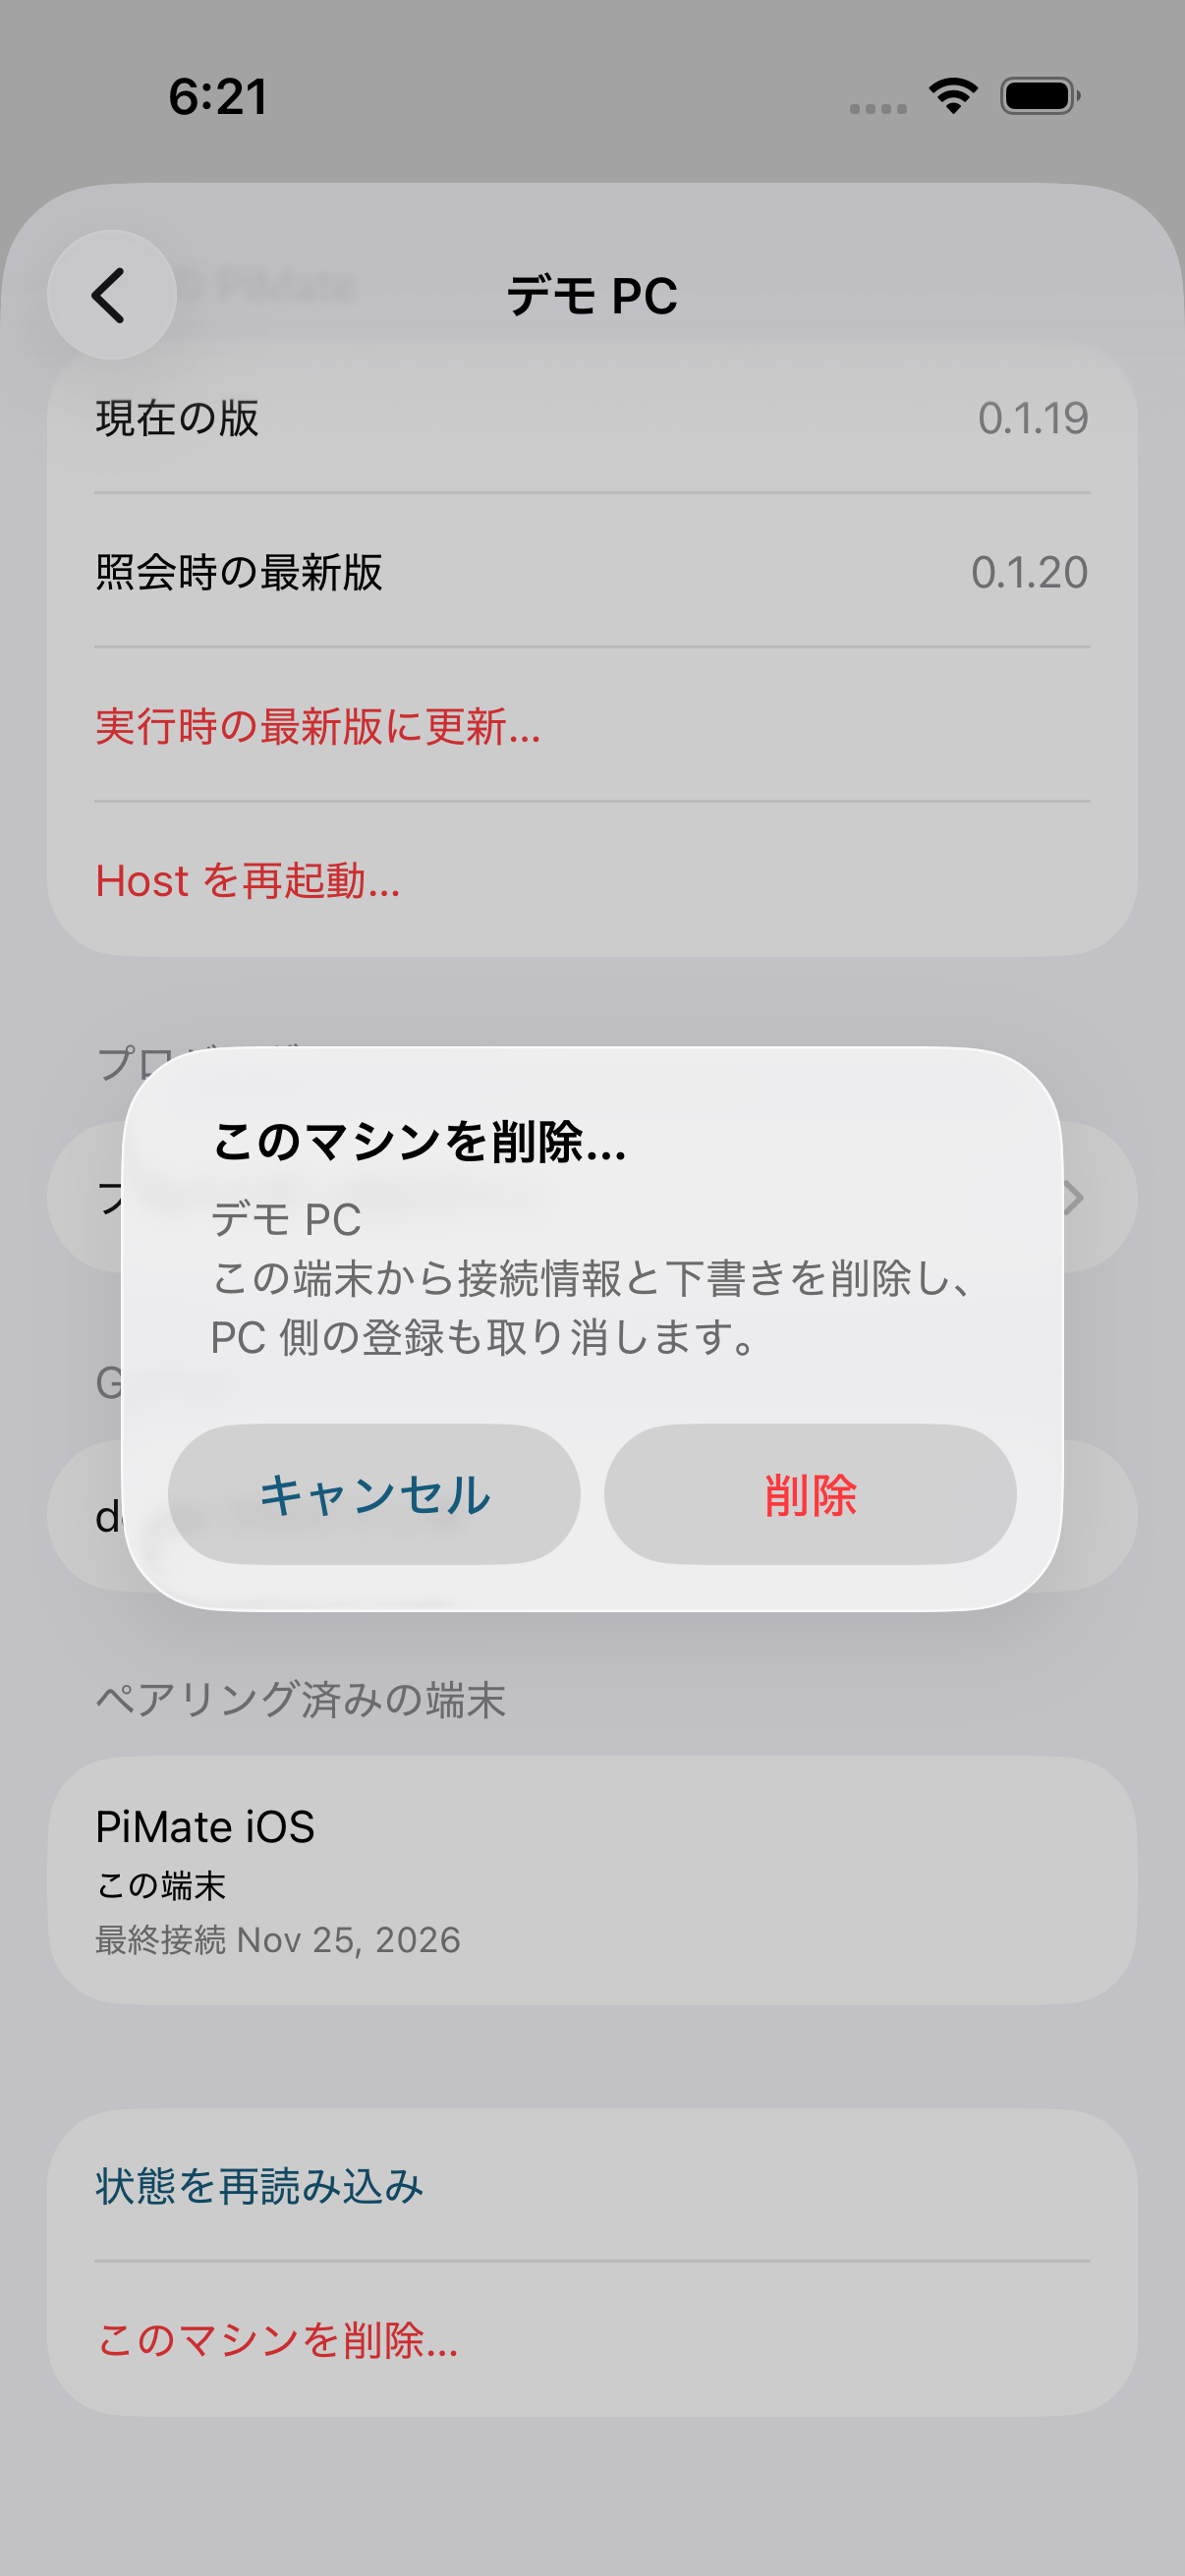 6:21
デモ PC
現在の版 0.1.19
照会時の最新版 0.1.20
実行時の最新版に更新...
Host を再起動...
このマシンを削除...
デモ PC
この端末から接続情報と下書きを削除し、
PC 側の登録も取り消します。
キャンセル 削除
ペアリング済みの端末
PiMate iOS
この端末
最終接続 Nov 25, 2026
状態を再読み込み
このマシンを削除...